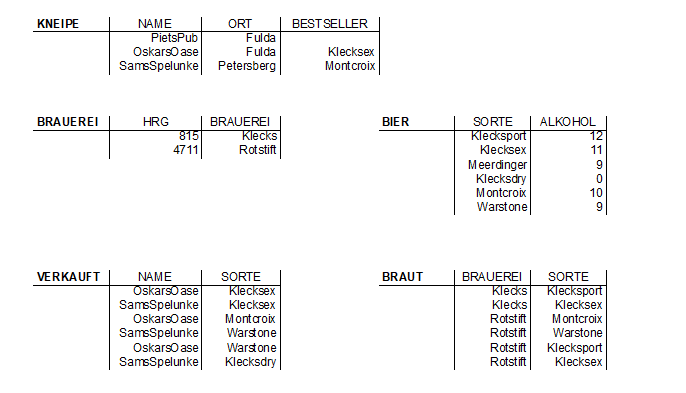 KNEIPE NAME ORT BESTSELLER
PietsPub Fulda
OskarsOase Fulda Klecksex
SamsSpelunke Petersberg Montcroix
BRAUEREI HRG BRAUEREI
815 Klecks
4711 Rotstift
BIER SORTE ALKOHOL
Klecksport 12
Klecksex 11
Meerdinger 9
Klecksdry 0
Montcroix 10
Warstone 9
VERKAUFT NAME SORTE
OskarsOase Klecksex
SamsSpelunke Klecksex
OskarsOase Montcroix
SamsSpelunke Warstone
OskarsOase Warstone
SamsSpelunke Klecksdry
BRAUT BRAUEREI SORTE
Klecks Klecksport
Klecks Klecksex
Rotstift Montcroix
Rotstift Warstone
Rotstift Klecksport
Rotstift Klecksex